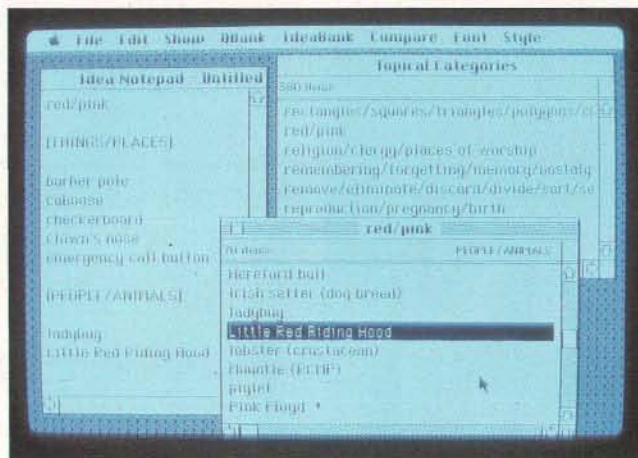 File Edit Show QBank IdeaBank Compare Font Style
Idea Notepad Untitled
red/pink
[THINGS/PLACES]
barber pole
caboose
checkerboard
clown's nose
emergency call button
[PEOPLE/ANIMALS]
ladybug
Little Red Riding Hood
Topical Categories
rectangles/squares/triangles/polygons/
red/pink
religion/clergy/places of worship
remembering/forgetting/memory/nostalg
remove/eliminate/discard/divide/sort/se
reproduction/pregnancy/birth
red/pink
70 items PEOPLE/ANIMALS
Hereford bull
Irish setter (dog breed)
ladybug
Little Red Riding Hood
lobster (crustacean)
Mountie (RCMP)
piglet
Pink Floyd *